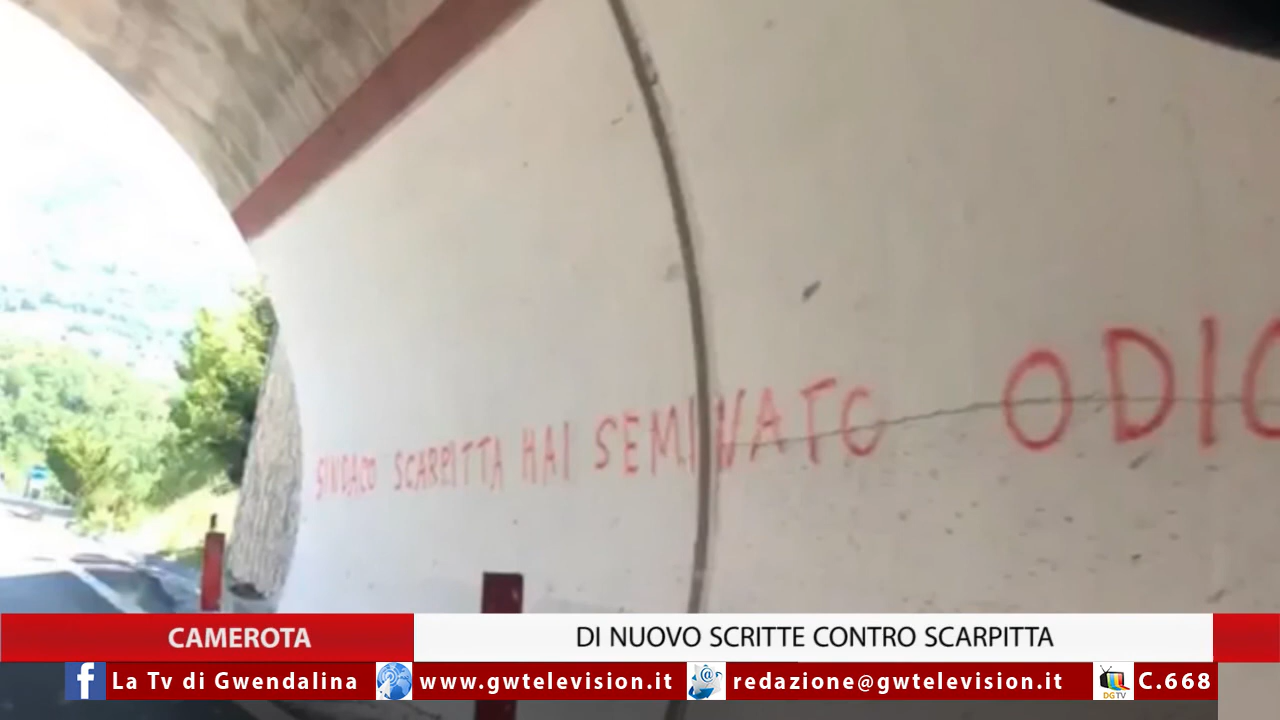 SINDACO SCARPITTA HAI SEMINATO ODIO
CAMEROTA
DI NUOVO SCRITTE CONTRO SCARPITTA
La Tv di Gwendalina
www.gwtelevision.it
redazione@gwtelevision.it
DGTV
C.668